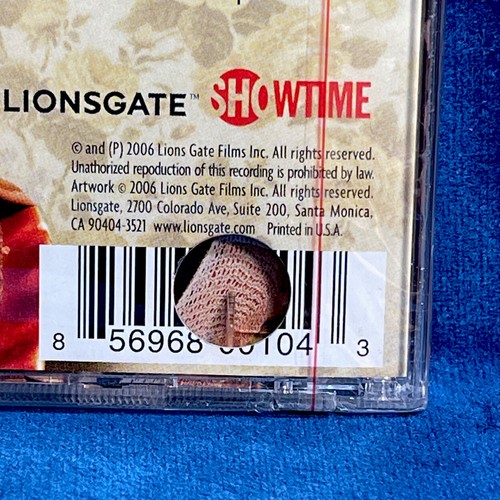 LIONSGATE™ SHOWTIME
© and (P) 2006 Lions Gate Films Inc. All rights reserved.
Unathorized repoduction of this recording is prohibited by law.
Artwork © 2006 Lions Gate Films Inc. All rights reserved.
Lionsgate, 2700 Colorado Ave, Suite 200, Santa Monica,
CA 90404-3521 www.lionsgate.com Printed in U.S.A.
8 56968 00104 3